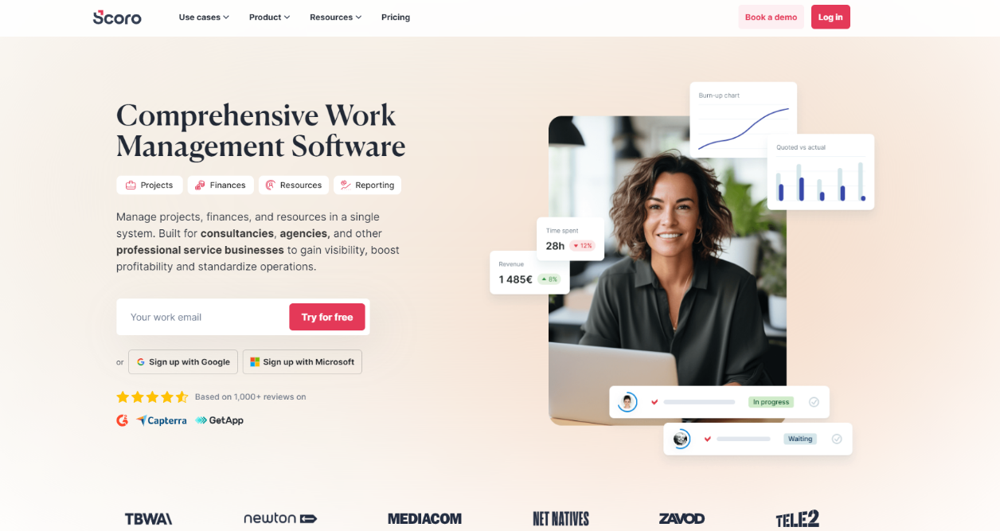 Scoro
Use cases
Product
Resources
Pricing
Book a demo
Log in
Comprehensive Work
Management Software
Projects
Finances
Resources
Reporting
Manage projects, finances, and resources in a single
system. Built for consultancies, agencies, and other
professional service businesses to gain visibility, boost
profitability and standardize operations.
Your work email
Try for free
or
Sign up with Google
Sign up with Microsoft
Based on 1,000+ reviews on
Capterra
GetApp
Burn-up chart
Quoted vs actual
Time spent
28h
12%
Revenue
1 485€
8%
In progress
Waiting
TBWA\
newton
MEDIACOM
NET NATIVES
ZAVOD
TELE2